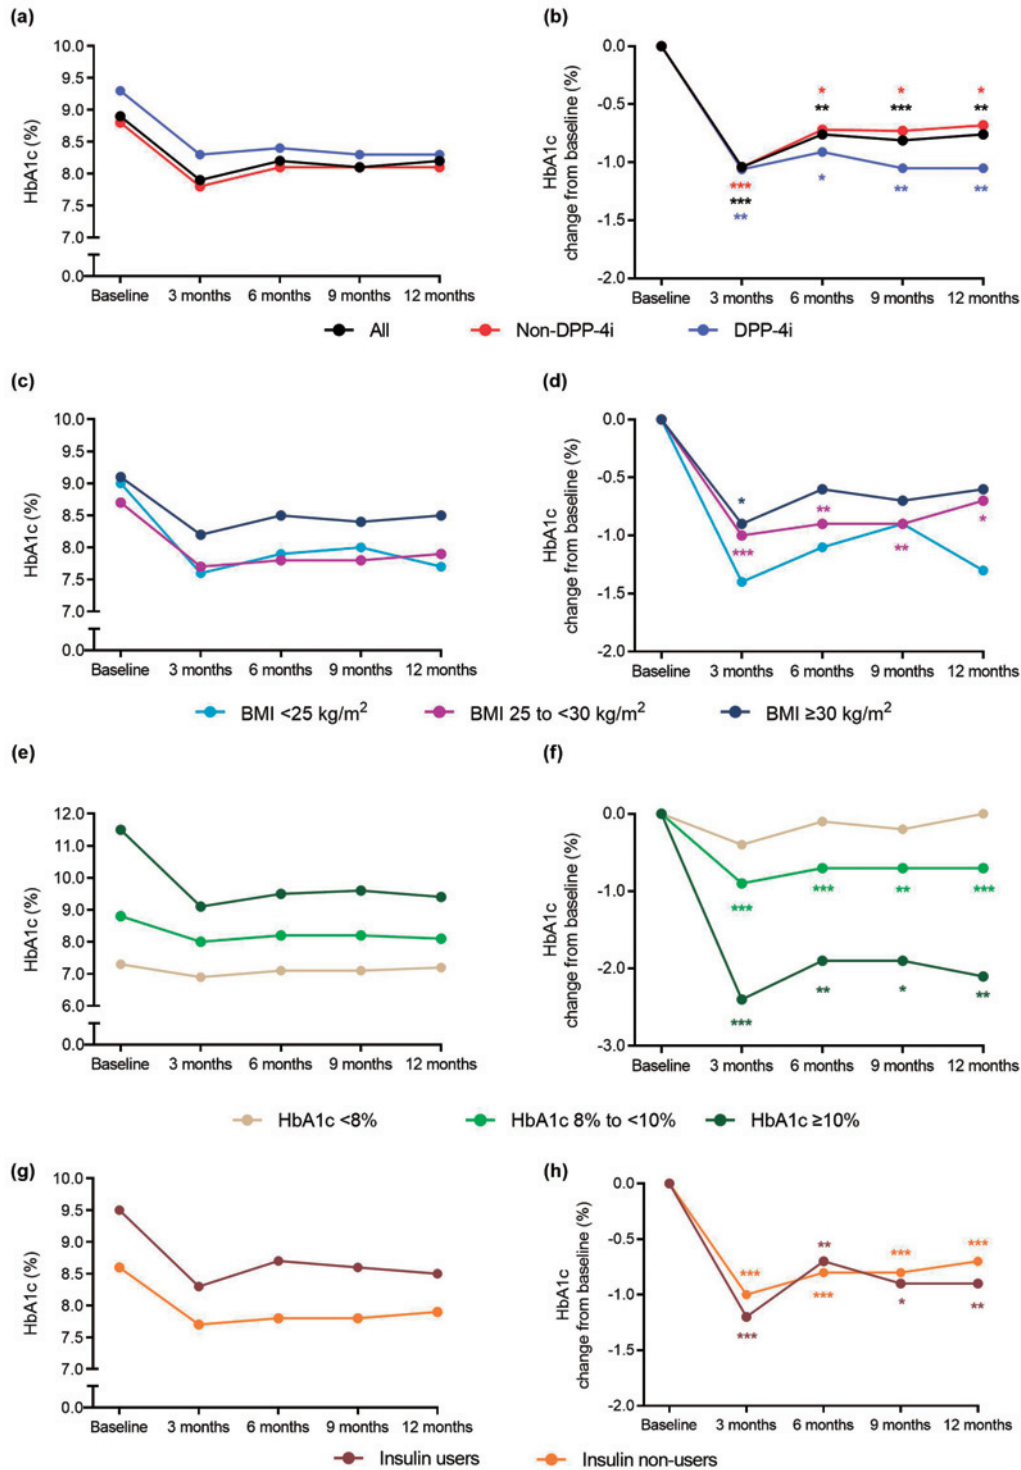 (a)
HbA1c (%)
10.0
9.5
9.0
8.5
8.0
7.5
7.0
0.0
Baseline 3 months 6 months 9 months 12 months
(b)
HbA1c
change from baseline (%)
0.0
-0.5
-1.0
-1.5
-2.0
* * *
** *** **
***
***
**
* ** **
Baseline 3 months 6 months 9 months 12 months
All Non-DPP-4i DPP-4i
(c)
HbA1c (%)
10.0
9.5
9.0
8.5
8.0
7.5
7.0
0.0
Baseline 3 months 6 months 9 months 12 months
(d)
HbA1c
change from baseline (%)
0.0
-0.5
-1.0
-1.5
-2.0
*
**
*
***
**
Baseline 3 months 6 months 9 months 12 months
BMI <25 kg/m² BMI 25 to <30 kg/m² BMI ≥30 kg/m²
(e)
HbA1c (%)
12.0
11.0
10.0
9.0
8.0
7.0
6.0
0.0
Baseline 3 months 6 months 9 months 12 months
(f)
HbA1c
change from baseline (%)
0.0
-1.0
-2.0
-3.0
*** *** ** ***
*** ** * **
Baseline 3 months 6 months 9 months 12 months
HbA1c <8% HbA1c 8% to <10% HbA1c ≥10%
(g)
HbA1c (%)
10.0
9.5
9.0
8.5
8.0
7.5
7.0
0.0
Baseline 3 months 6 months 9 months 12 months
(h)
HbA1c
change from baseline (%)
0.0
-0.5
-1.0
-1.5
-2.0
*** ** *** ***
*** *** * **
Baseline 3 months 6 months 9 months 12 months
Insulin users Insulin non-users